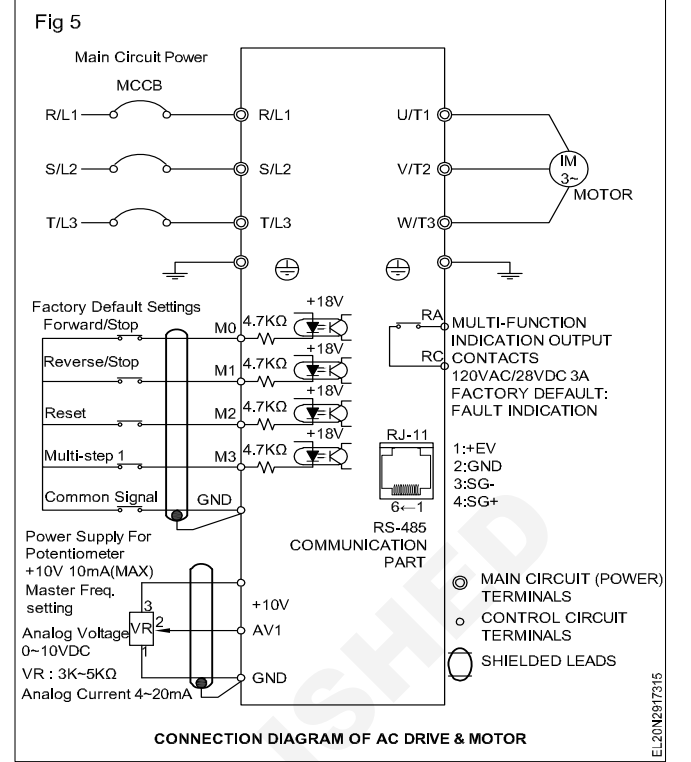 Fig 5
Main Circuit Power
MCCB
R/L1
R/L1
U/T1
S/L2
S/L2
V/T2
IM
3~
MOTOR
T/L3
T/L3
W/T3
Factory Default Settings
Forward/Stop
M0
4.7KΩ
+18V
Reverse/Stop
M1
4.7KΩ
+18V
Reset
M2
4.7KΩ
+18V
Multi-step 1
M3
4.7KΩ
+18V
Common Signal
GND
RA
RC
MULTI-FUNCTION
INDICATION OUTPUT
CONTACTS
120VAC/28VDC 3A
FACTORY DEFAULT:
FAULT INDICATION
RJ-11
6←1
1:+EV
2:GND
3:SG-
4:SG+
RS-485
COMMUNICATION
PART
Power Supply For
Potentiometer
+10V 10mA(MAX)
Master Freq.
setting
Analog Voltage
0~10VDC
VR : 3K~5KΩ
Analog Current 4~20mA
3
VR
2
1
+10V
AV1
GND
MAIN CIRCUIT (POWER)
TERMINALS
CONTROL CIRCUIT
TERMINALS
SHIELDED LEADS
CONNECTION DIAGRAM OF AC DRIVE & MOTOR
EL20N2917315